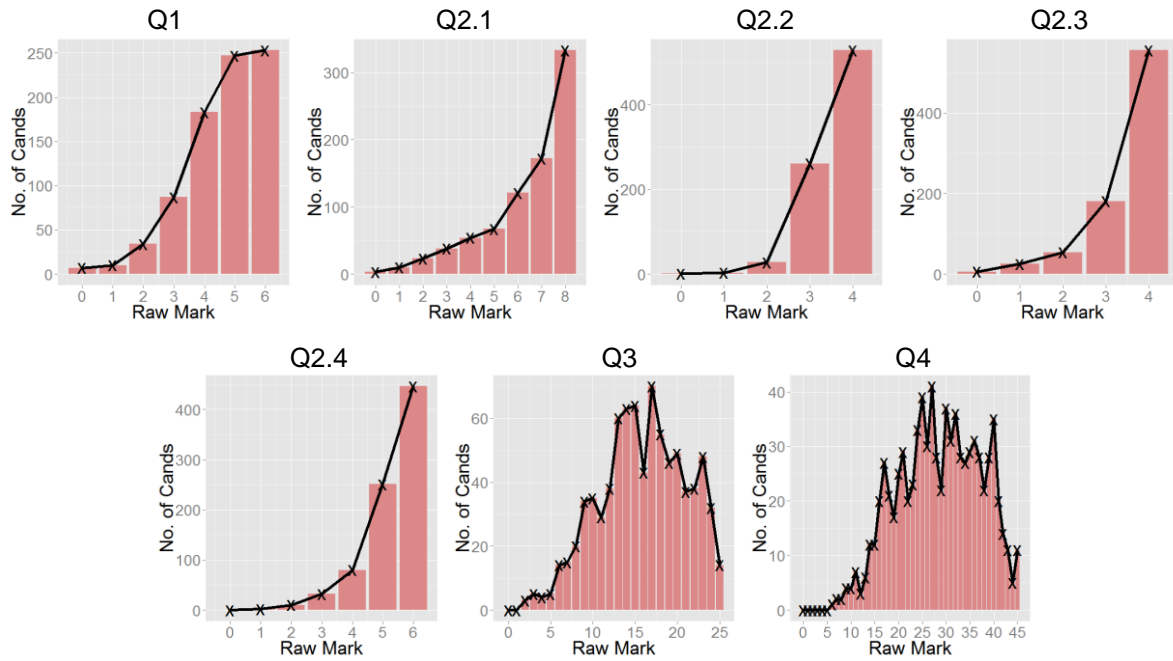 Q1
Q2.1
Q2.2
Q2.3
No. of Cands
250
200
150
100
50
0
0 1 2 3 4 5 6
Raw Mark
No. of Cands
300
200
100
0
0 1 2 3 4 5 6 7 8
Raw Mark
No. of Cands
400
200
0
0 1 2 3 4
Raw Mark
No. of Cands
400
200
0
0 1 2 3 4
Raw Mark
Q2.4
Q3
Q4
No. of Cands
400
300
200
100
0
0 1 2 3 4 5 6
Raw Mark
No. of Cands
60
40
20
0
0 5 10 15 20 25
Raw Mark
No. of Cands
40
30
20
10
0
0 5 10 15 20 25 30 35 40 45
Raw Mark